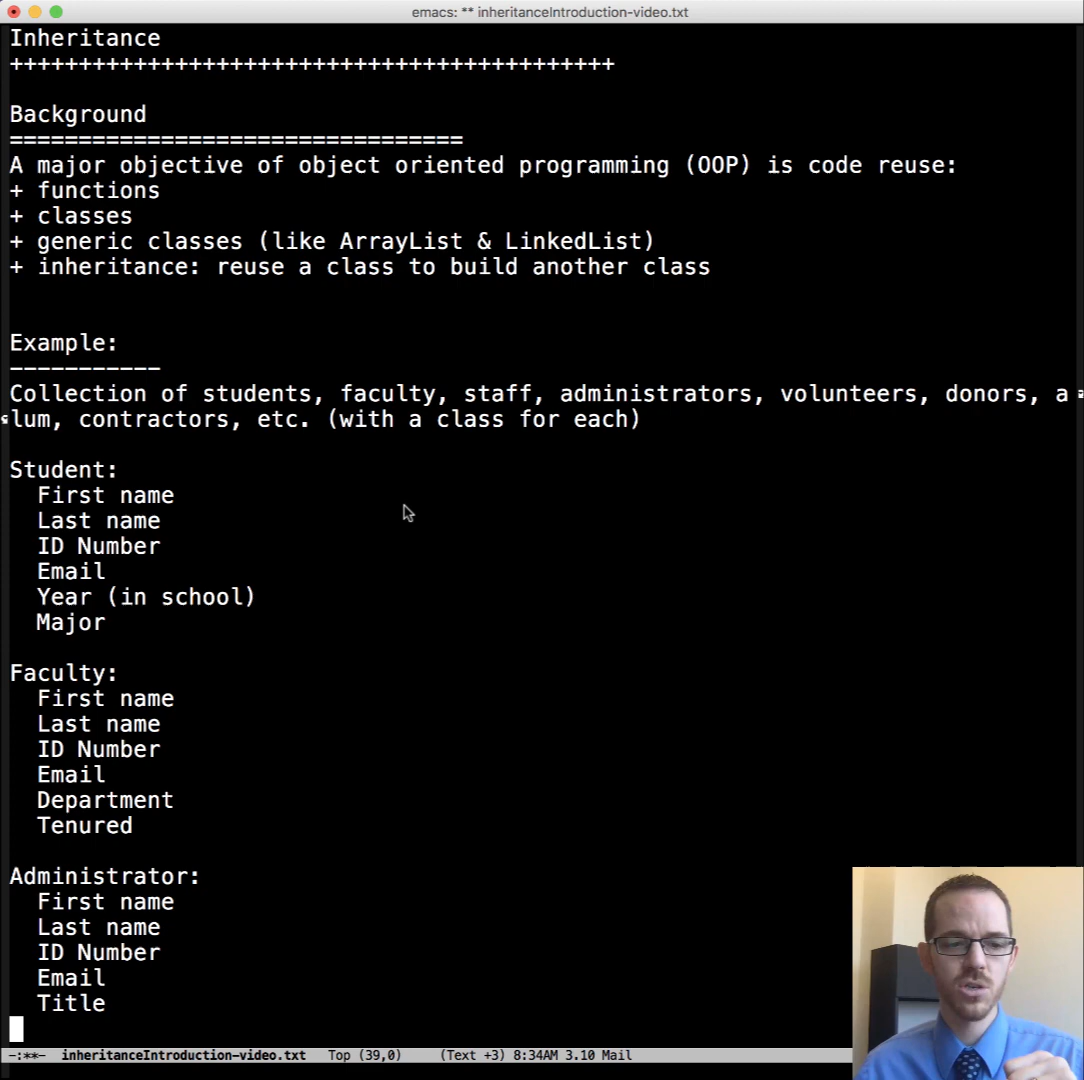 emacs: ** inheritanceIntroduction-video.txt
Inheritance
++++++++++++++++++++++++++++++++++++++++++++
Background
=================================
A major objective of object oriented programming (OOP) is code reuse:
+ functions
+ classes
+ generic classes (like ArrayList & LinkedList)
+ inheritance: reuse a class to build another class
Example:
-----------
Collection of students, faculty, staff, administrators, volunteers, donors, a
lum, contractors, etc. (with a class for each)
Student:
First name
Last name
ID Number
Email
Year (in school)
Major
Faculty:
First name
Last name
ID Number
Email
Department
Tenured
Administrator:
First name
Last name
ID Number
Email
Title
-:**- inheritanceIntroduction-video.txt Top (39,0) (Text +3) 8:34AM 3.10 Mail